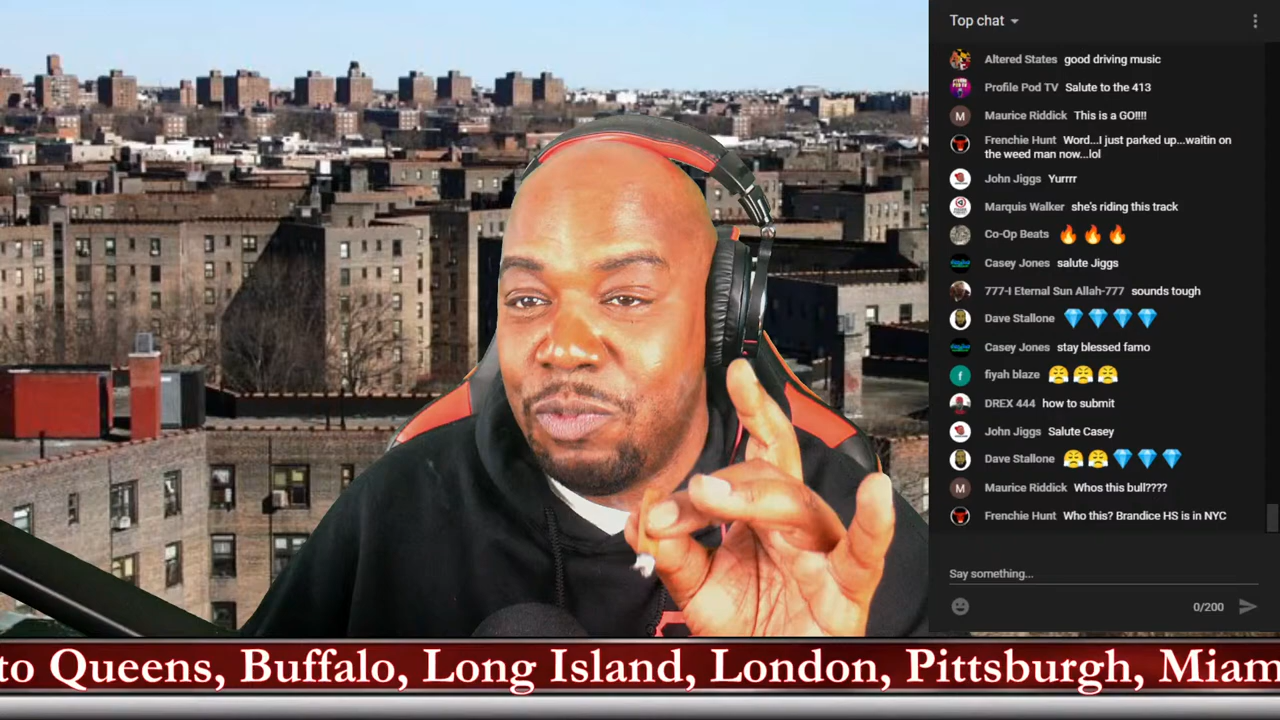 Top chat
Altered States good driving music
Profile Pod TV Salute to the 413
M Maurice Riddick This is a GO!!!!
Frenchie Hunt Word...I just parked up...waitin on
the weed man now...lol
John Jiggs Yurrrr
Marquis Walker she's riding this track
Co-Op Beats 🔥🔥🔥
Casey Jones salute Jiggs
777-I Eternal Sun Allah-777 sounds tough
Dave Stallone 💎💎💎💎
Casey Jones stay blessed famo
f fiyah blaze 😤😤😤
DREX 444 how to submit
John Jiggs Salute Casey
Dave Stallone 😤😤💎💎💎
M Maurice Riddick Whos this bull????
Frenchie Hunt Who this? Brandice HS is in NYC
Say something...
0/200
to Queens, Buffalo, Long Island, London, Pittsburgh, Miam